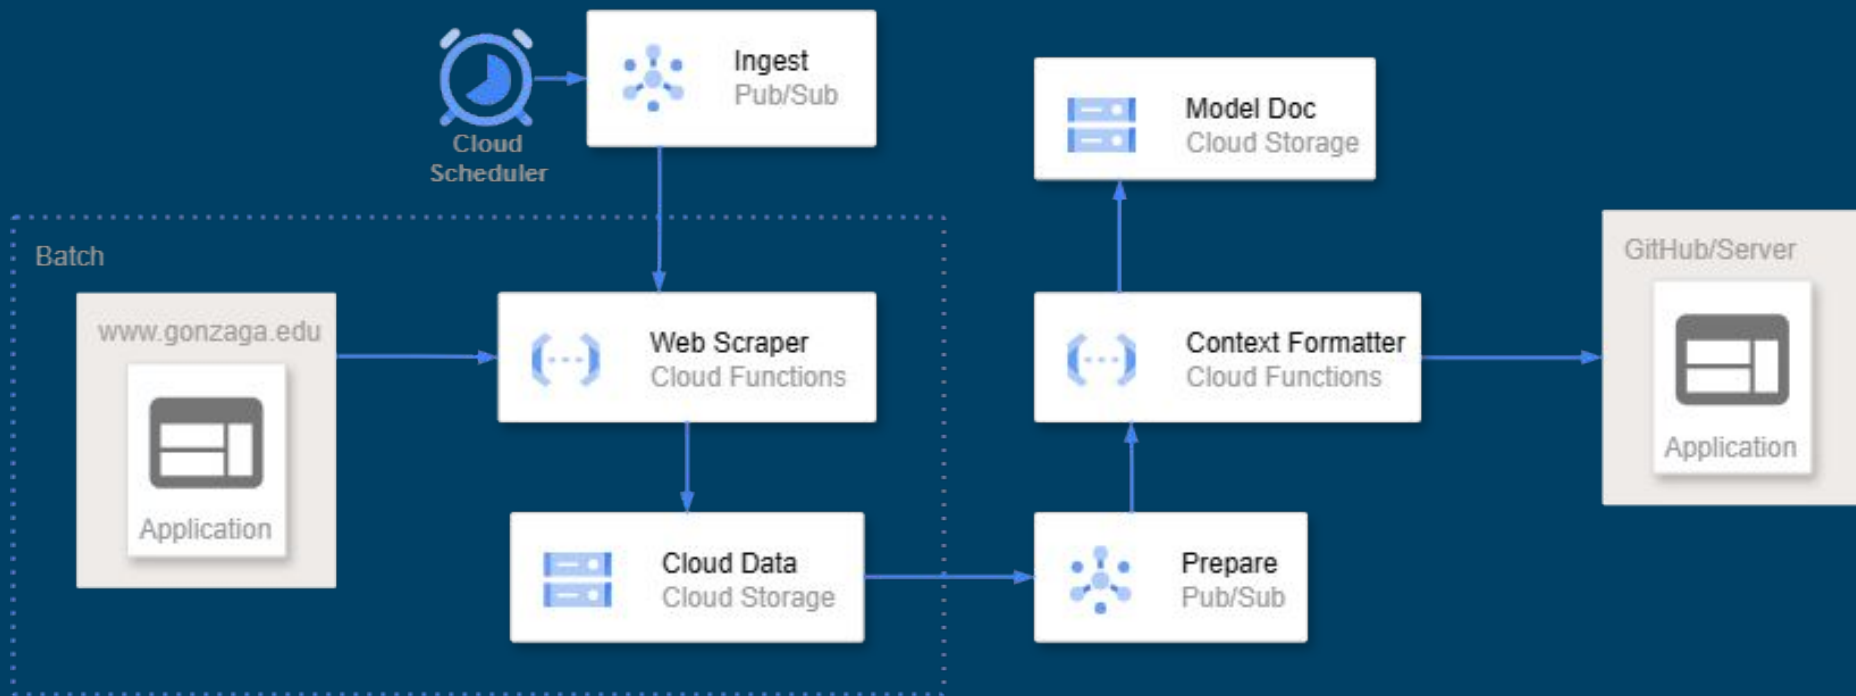 Cloud
Scheduler
Ingest
Pub/Sub
Model Doc
Cloud Storage
Batch
www.gonzaga.edu
Application
Web Scraper
Cloud Functions
Context Formatter
Cloud Functions
GitHub/Server
Application
Cloud Data
Cloud Storage
Prepare
Pub/Sub